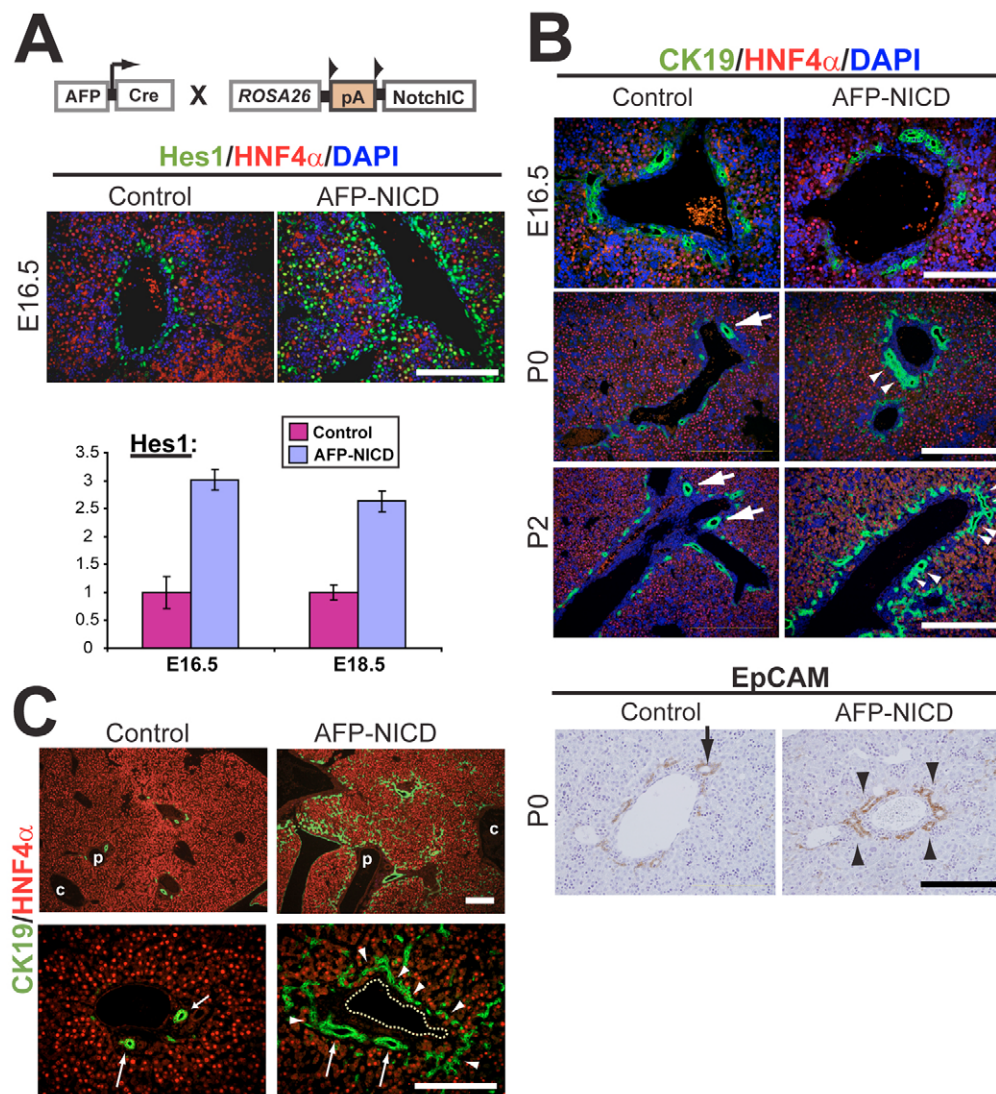 A
AFP Cre X ROSA26 pA NotchIC
Hes1/HNF4α/DAPI
Control AFP-NICD
E16.5
Hes1:
Control
AFP-NICD
3.5
3
2.5
2
1.5
1
0.5
0
E16.5 E18.5
B
CK19/HNF4α/DAPI
Control AFP-NICD
E16.5
P0
P2
EpCAM
Control AFP-NICD
P0
C
Control AFP-NICD
CK19/HNF4α
p
c
p
c